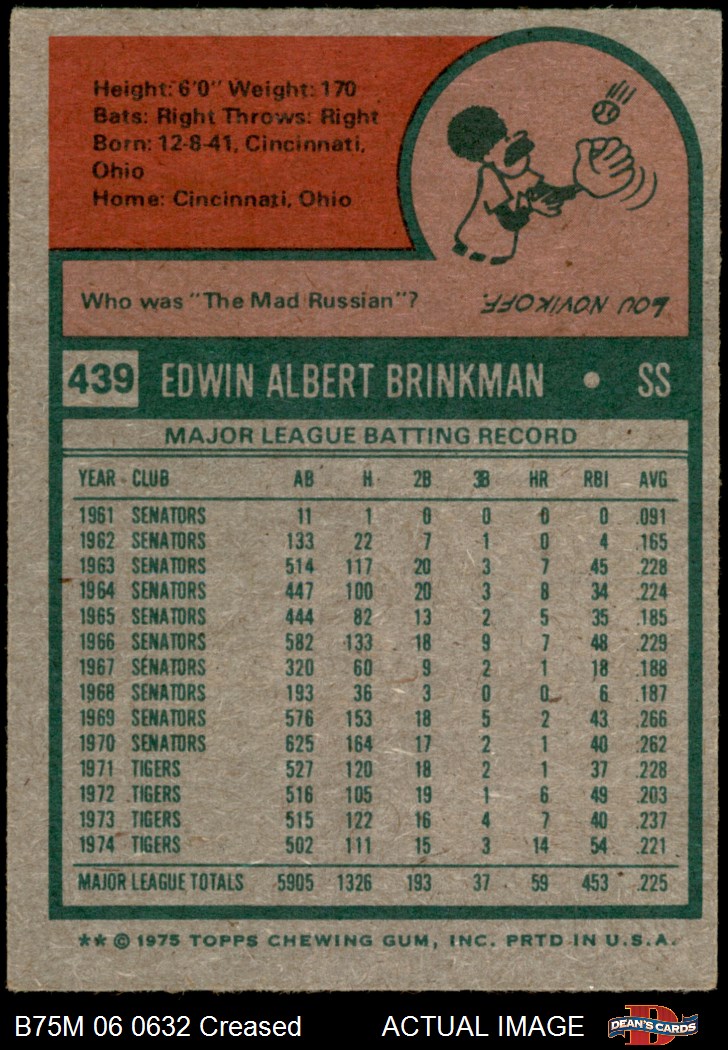 Height: 6'0" Weight: 170
Bats: Right Throws: Right
Born: 12-8-41, Cincinnati,
Ohio
Home: Cincinnati, Ohio
Who was "The Mad Russian"?
LOU NOVIKOFF.
439 EDWIN ALBERT BRINKMAN • SS
MAJOR LEAGUE BATTING RECORD
YEAR CLUB AB H 2B 3B HR RBI AVG
1961 SENATORS 11 1 0 0 0 0 .091
1962 SENATORS 133 22 7 1 0 4 .165
1963 SENATORS 514 117 20 3 7 45 .228
1964 SENATORS 447 100 20 3 8 34 .224
1965 SENATORS 444 82 13 2 5 35 .185
1966 SENATORS 582 133 18 9 7 48 .229
1967 SENATORS 320 60 9 2 1 18 .188
1968 SENATORS 193 36 3 0 0 6 .187
1969 SENATORS 576 153 18 5 2 43 .266
1970 SENATORS 625 164 17 2 1 40 .262
1971 TIGERS 527 120 18 2 1 37 .228
1972 TIGERS 516 105 19 1 6 49 .203
1973 TIGERS 515 122 16 4 7 40 .237
1974 TIGERS 502 111 15 3 14 54 .221
MAJOR LEAGUE TOTALS 5905 1326 193 37 59 453 .225
** © 1975 TOPPS CHEWING GUM, INC. PRTD IN U.S.A.
B75M 06 0632 Creased ACTUAL IMAGE
D
DEAN'S CARDS